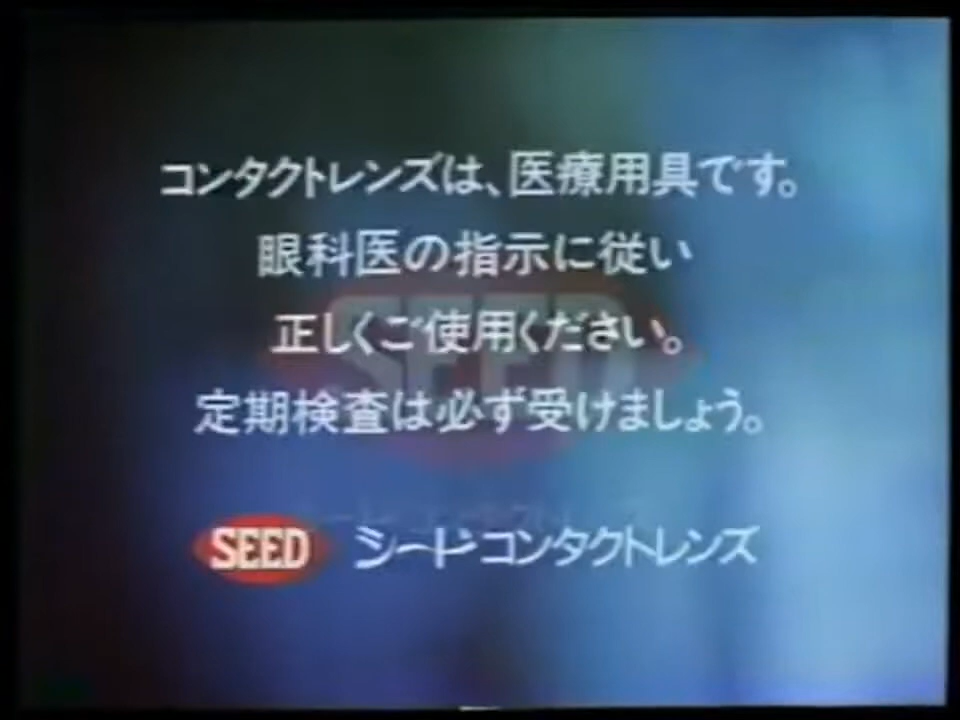 コンタクトレンズは、医療用具です。
眼科医の指示に従い
正しくご使用ください。
定期検査は必ず受けましょう。
SEED シードコンタクトレンズ
SEED